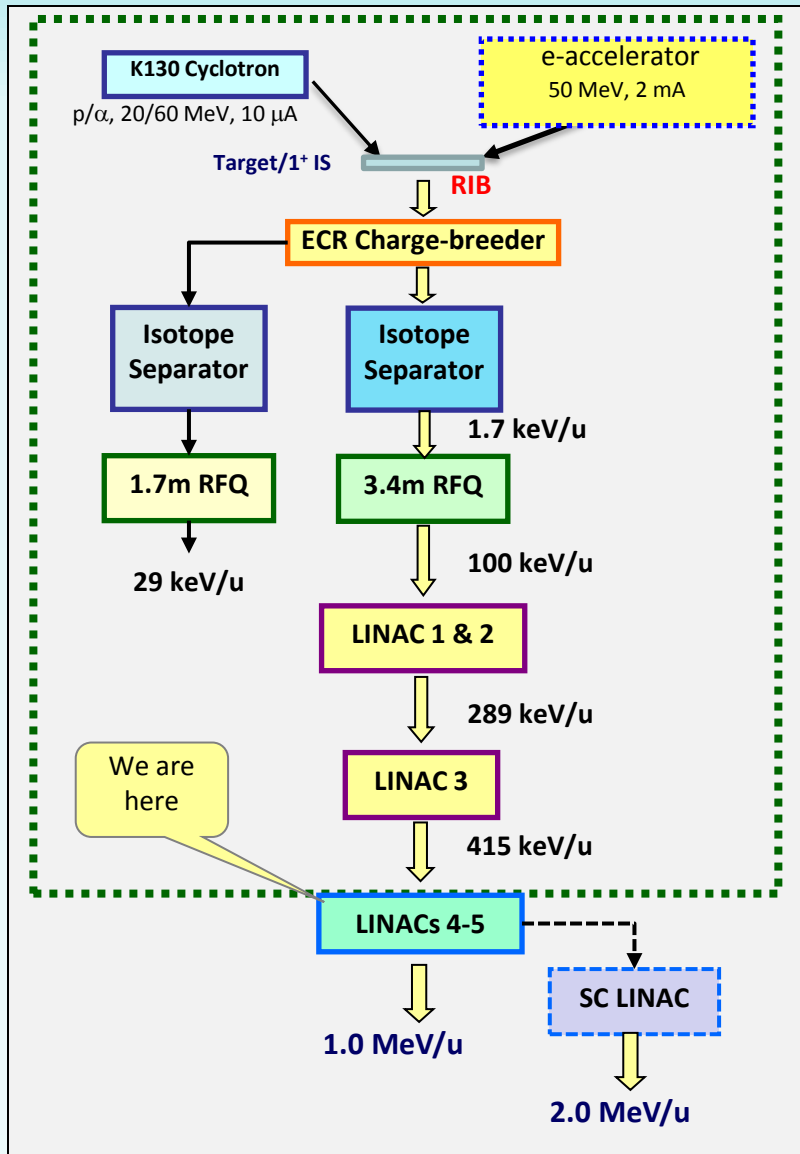 K130 Cyclotron
e-accelerator
50 MeV, 2 mA
p/α, 20/60 MeV, 10 μA
Target/1⁺ IS
RIB
ECR Charge-breeder
Isotope
Separator
Isotope
Separator
1.7 keV/u
1.7m RFQ
3.4m RFQ
29 keV/u
100 keV/u
LINAC 1 & 2
289 keV/u
We are
here
LINAC 3
415 keV/u
LINACs 4-5
SC LINAC
1.0 MeV/u
2.0 MeV/u